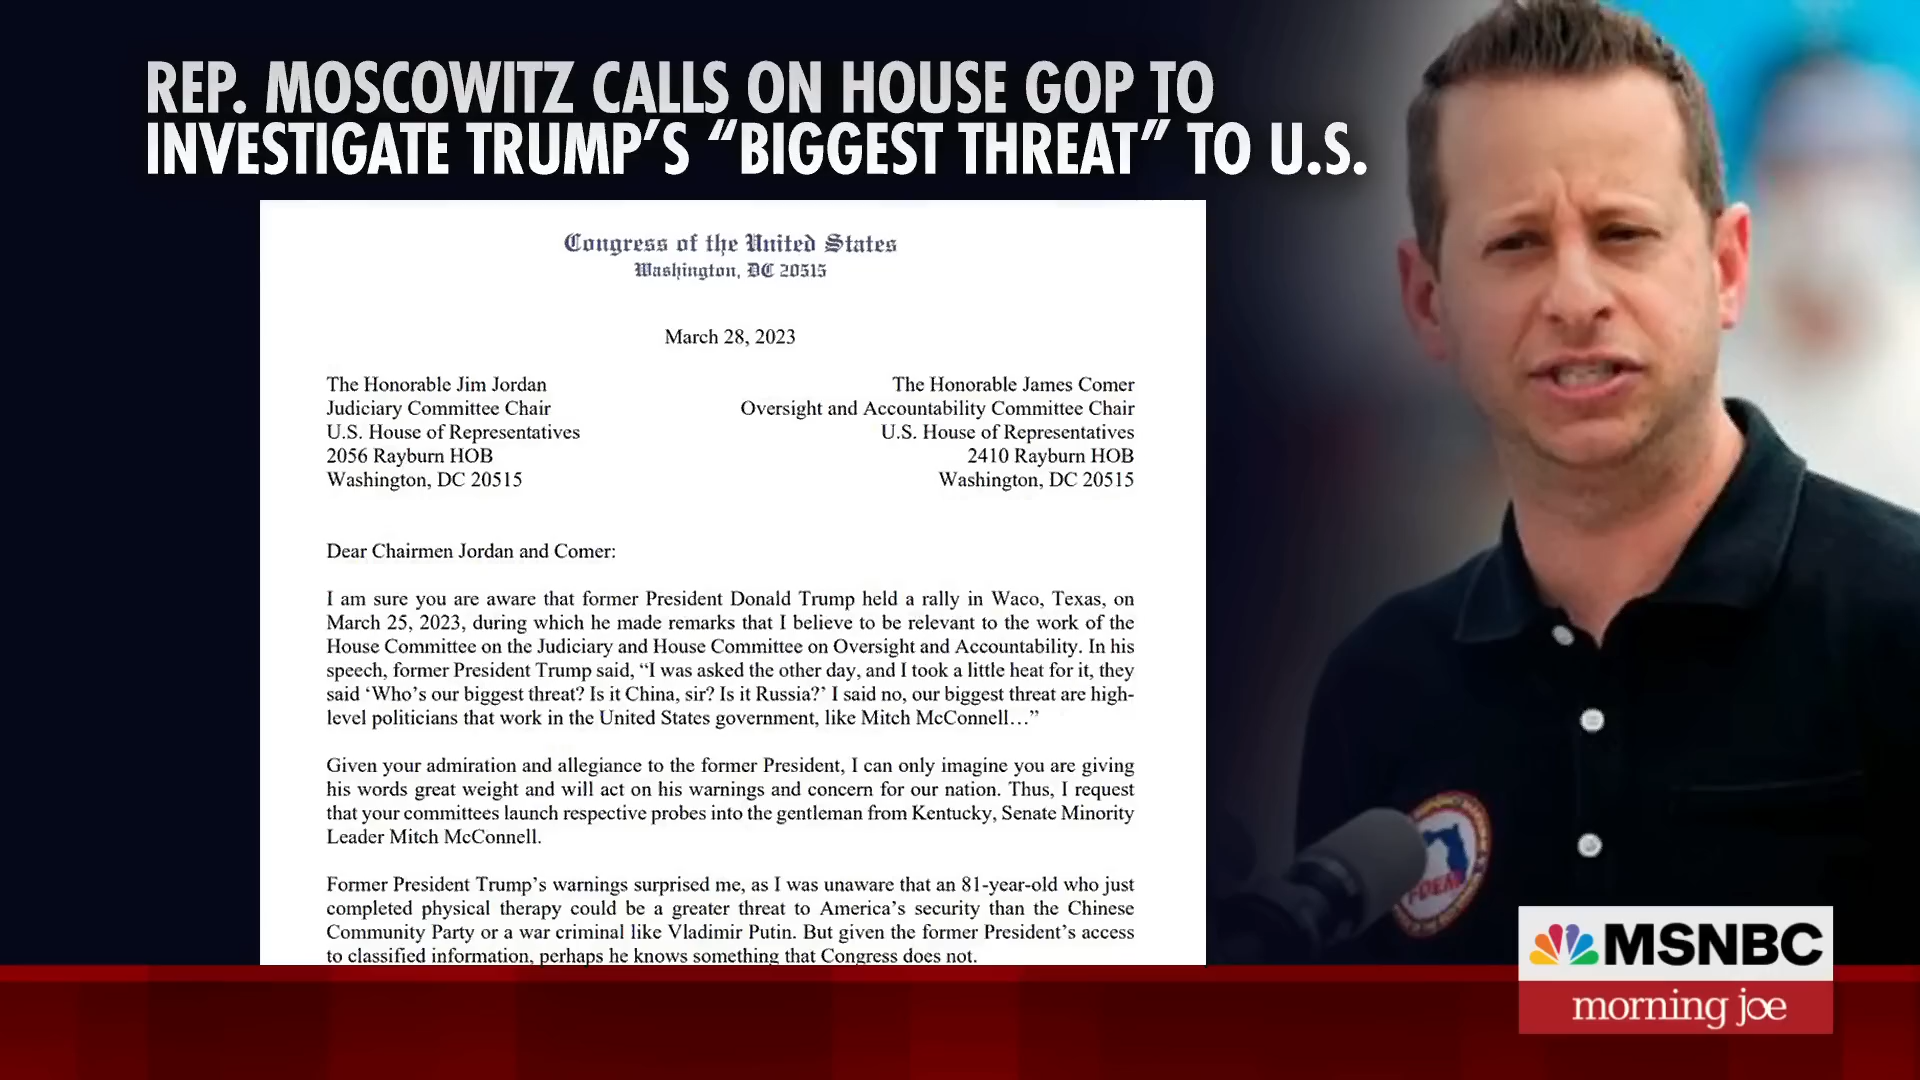 REP. MOSCOWITZ CALLS ON HOUSE GOP TO
INVESTIGATE TRUMP'S “BIGGEST THREAT” TO U.S.
Congress of the United States
Washington, DC 20515
March 28, 2023
The Honorable Jim Jordan
Judiciary Committee Chair
U.S. House of Representatives
2056 Rayburn HOB
Washington, DC 20515
The Honorable James Comer
Oversight and Accountability Committee Chair
U.S. House of Representatives
2410 Rayburn HOB
Washington, DC 20515
Dear Chairmen Jordan and Comer:
I am sure you are aware that former President Donald Trump held a rally in Waco, Texas, on
March 25, 2023, during which he made remarks that I believe to be relevant to the work of the
House Committee on the Judiciary and House Committee on Oversight and Accountability. In his
speech, former President Trump said, “I was asked the other day, and I took a little heat for it, they
said ‘Who’s our biggest threat? Is it China, sir? Is it Russia?’ I said no, our biggest threat are high-
level politicians that work in the United States government, like Mitch McConnell…”
Given your admiration and allegiance to the former President, I can only imagine you are giving
his words great weight and will act on his warnings and concern for our nation. Thus, I request
that your committees launch respective probes into the gentleman from Kentucky, Senate Minority
Leader Mitch McConnell.
Former President Trump’s warnings surprised me, as I was unaware that an 81-year-old who just
completed physical therapy could be a greater threat to America’s security than the Chinese
Community Party or a war criminal like Vladimir Putin. But given the former President’s access
to classified information, perhaps he knows something that Congress does not.
FDEM
MSNBC
morning joe